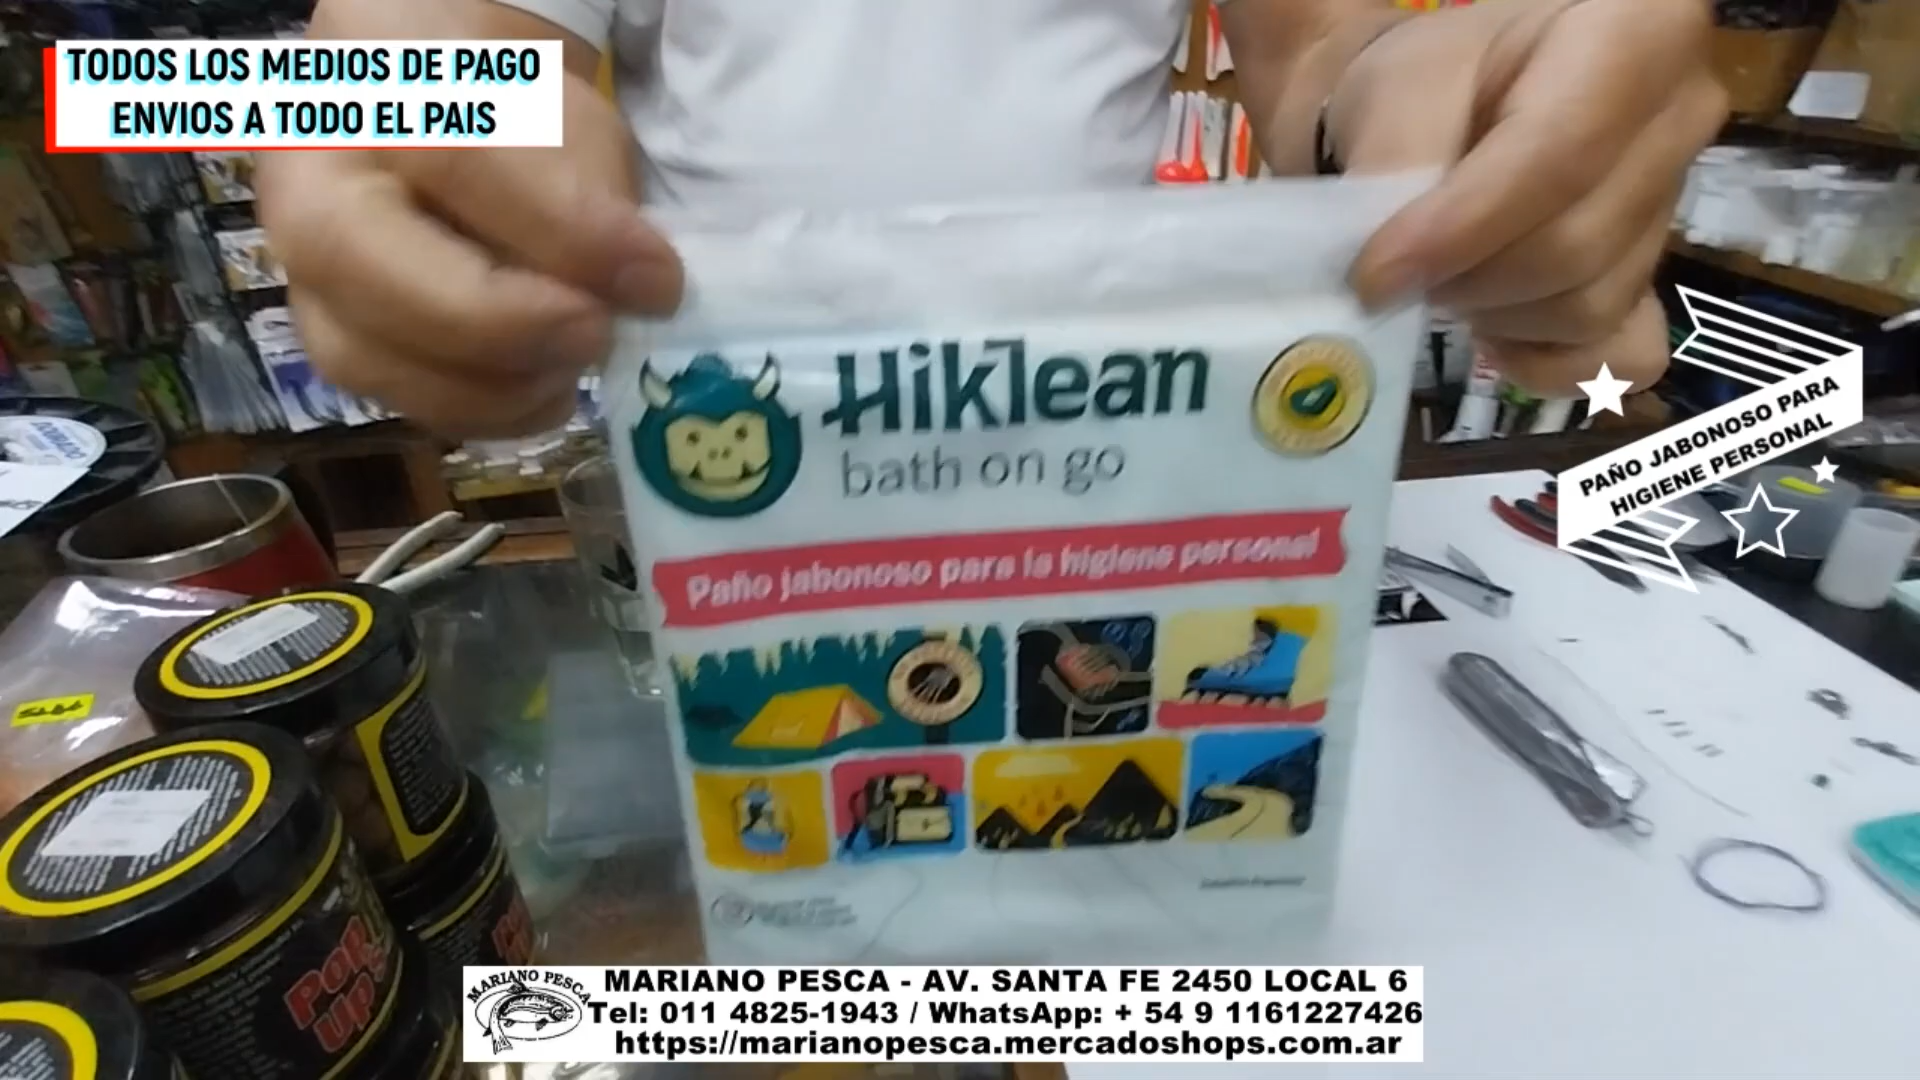 TODOS LOS MEDIOS DE PAGO
ENVIOS A TODO EL PAIS
Hiklean
bath on go
Paño jabonoso para la higiene personal
PAÑO JABONOSO PARA
HIGIENE PERSONAL
POP
UP
MARIANO PESCA
MARIANO PESCA - AV. SANTA FE 2450 LOCAL 6
Tel: 011 4825-1943 / WhatsApp: + 54 9 1161227426
https://marianopesca.mercadoshops.com.ar